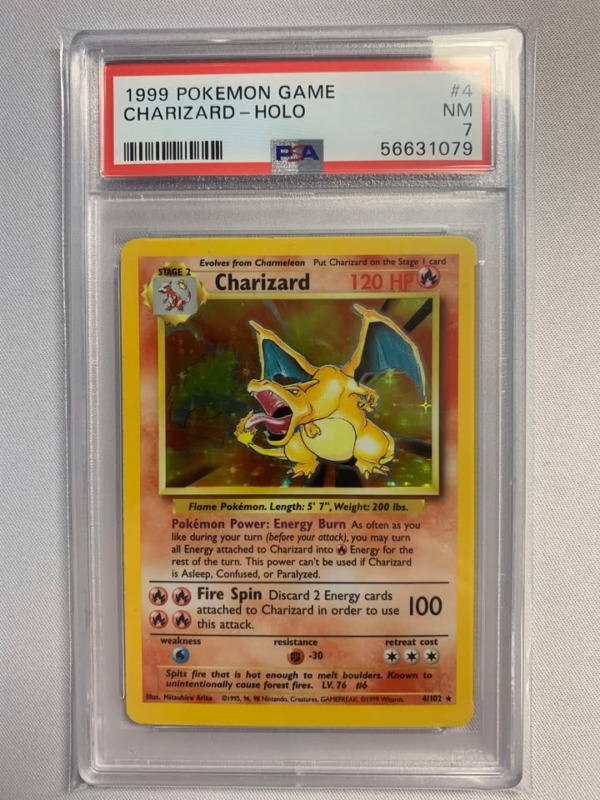 1999 POKEMON GAME #4
CHARIZARD - HOLO NM
7
PSA 56631079
Evolves from Charmeleon Put Charizard on the Stage 1 card
STAGE 2
Charizard 120 HP
Flame Pokémon. Length: 5' 7", Weight: 200 lbs.
Pokémon Power: Energy Burn As often as you
like during your turn (before your attack), you may turn
all Energy attached to Charizard into Energy for the
rest of the turn. This power can't be used if Charizard
is Asleep, Confused, or Paralyzed.
Fire Spin Discard 2 Energy cards
attached to Charizard in order to use 100
this attack.
weakness resistance retreat cost
-30
Spits fire that is hot enough to melt boulders. Known to
unintentionally cause forest fires. LV. 76 #6
Illus. Mitsuhiro Arita ©1995, 96, 98 Nintendo, Creatures, GAMEFREAK. ©1999 Wizards. 4/102 ★